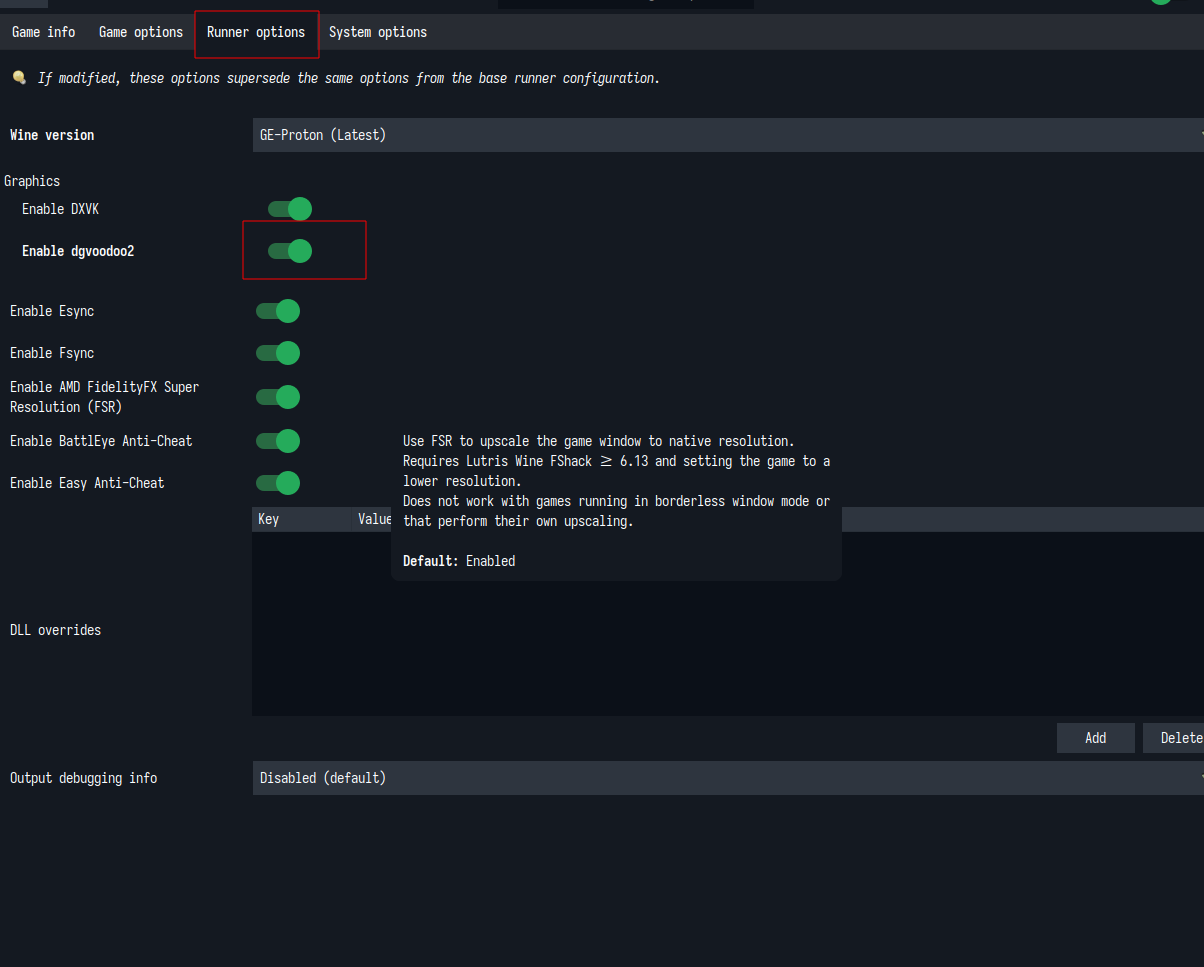 Game info Game options Runner options System options
If modified, these options supersede the same options from the base runner configuration.
Wine version GE-Proton (Latest)
Graphics
Enable DXVK
Enable dgvoodoo2
Enable Esync
Enable Fsync
Enable AMD FidelityFX Super
Resolution (FSR)
Enable BattlEye Anti-Cheat
Enable Easy Anti-Cheat
Use FSR to upscale the game window to native resolution.
Requires Lutris Wine FShack ≥ 6.13 and setting the game to a
lower resolution.
Does not work with games running in borderless window mode or
that perform their own upscaling.
Default: Enabled
Key Value
DLL overrides
Add Delete
Output debugging info Disabled (default)